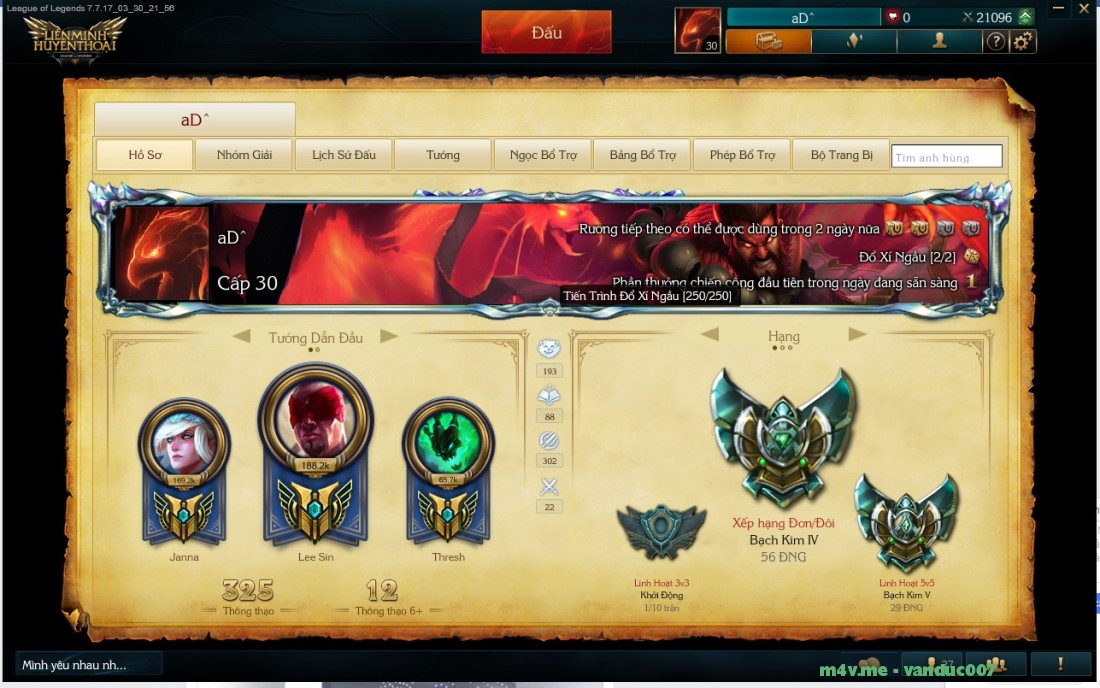 League of Legends 7.7.17_03_30_21_56
LIÊN MINH
HUYỀN THOẠI
Đấu
30
aD^
0
21096
?
aD^
Hồ Sơ
Nhóm Giải
Lịch Sử Đấu
Tướng
Ngọc Bổ Trợ
Bảng Bổ Trợ
Phép Bổ Trợ
Bộ Trang Bị
Tìm anh hùng
aD^
Cấp 30
Rương tiếp theo có thể được dùng trong 2 ngày nữa
Đổ Xí Ngầu [2/2]
Phần thưởng chiến công đầu tiên trong ngày đang sẵn sàng 1
Tiến Trình Đổ Xí Ngầu [250/250]
Tướng Dẫn Đầu
Hạng
193
88
302
22
169.2k
188.2k
65.7k
Janna
Lee Sin
Thresh
325
Thông thạo
12
Thông thạo 6+
Linh Hoạt 3v3
Khởi Động
1/10 trận
Xếp hạng Đơn/Đôi
Bạch Kim IV
56 ĐNG
Linh Hoạt 5v5
Bạch Kim V
29 ĐNG
Mình yêu nhau nh...
m4v.me - vanduc007
!